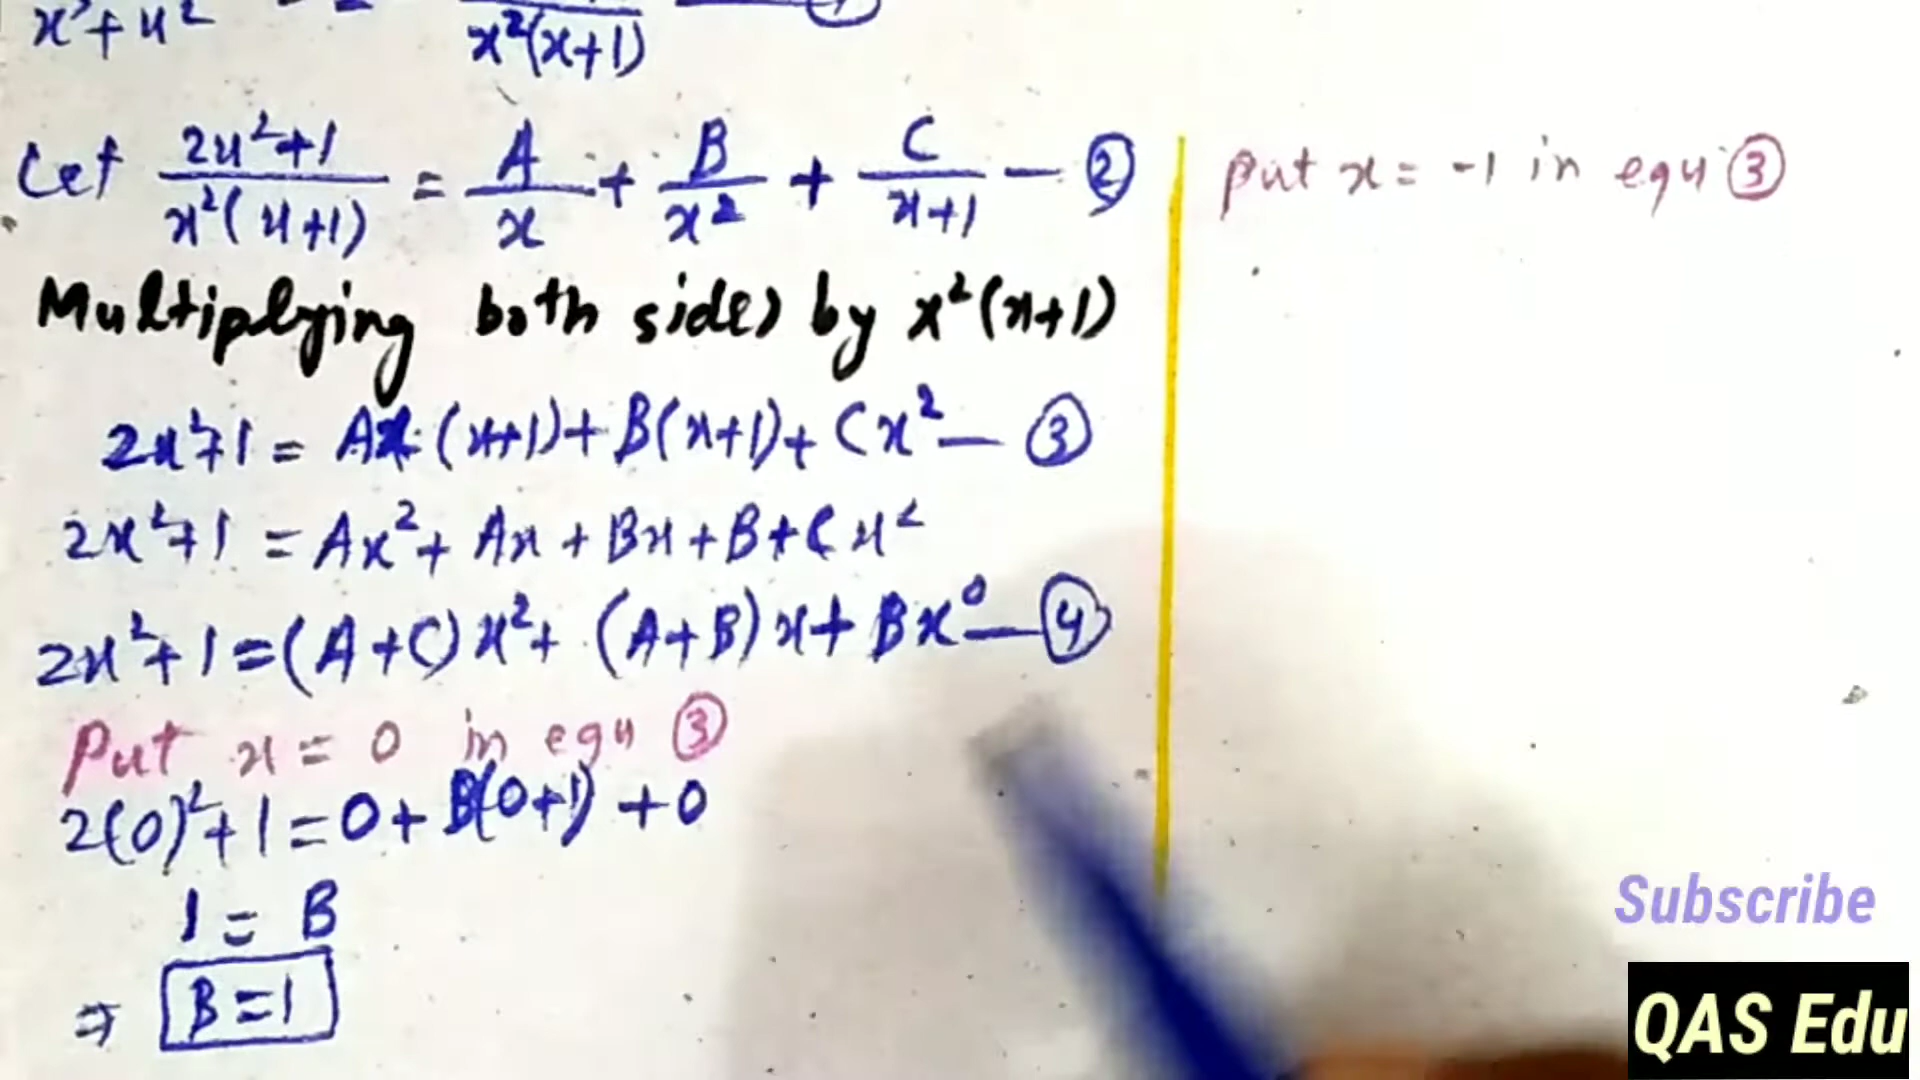 x³+x²
x²(x+1)
Let (2x²+1)/(x²(x+1)) = A/x + B/x² + C/(x+1) — ②
Multiplying both sides by x²(x+1)
2x²+1 = Ax(x+1)+B(x+1)+Cx² — ③
2x²+1 = Ax²+Ax+Bx+B+Cx²
2x²+1=(A+C)x²+(A+B)x+Bx⁰ — ④
Put x = 0 in equ ③
2(0)²+1=0+B(0+1)+0
1 = B
⇒ B=1
put x = -1 in equ ③
Subscribe
QAS Edu